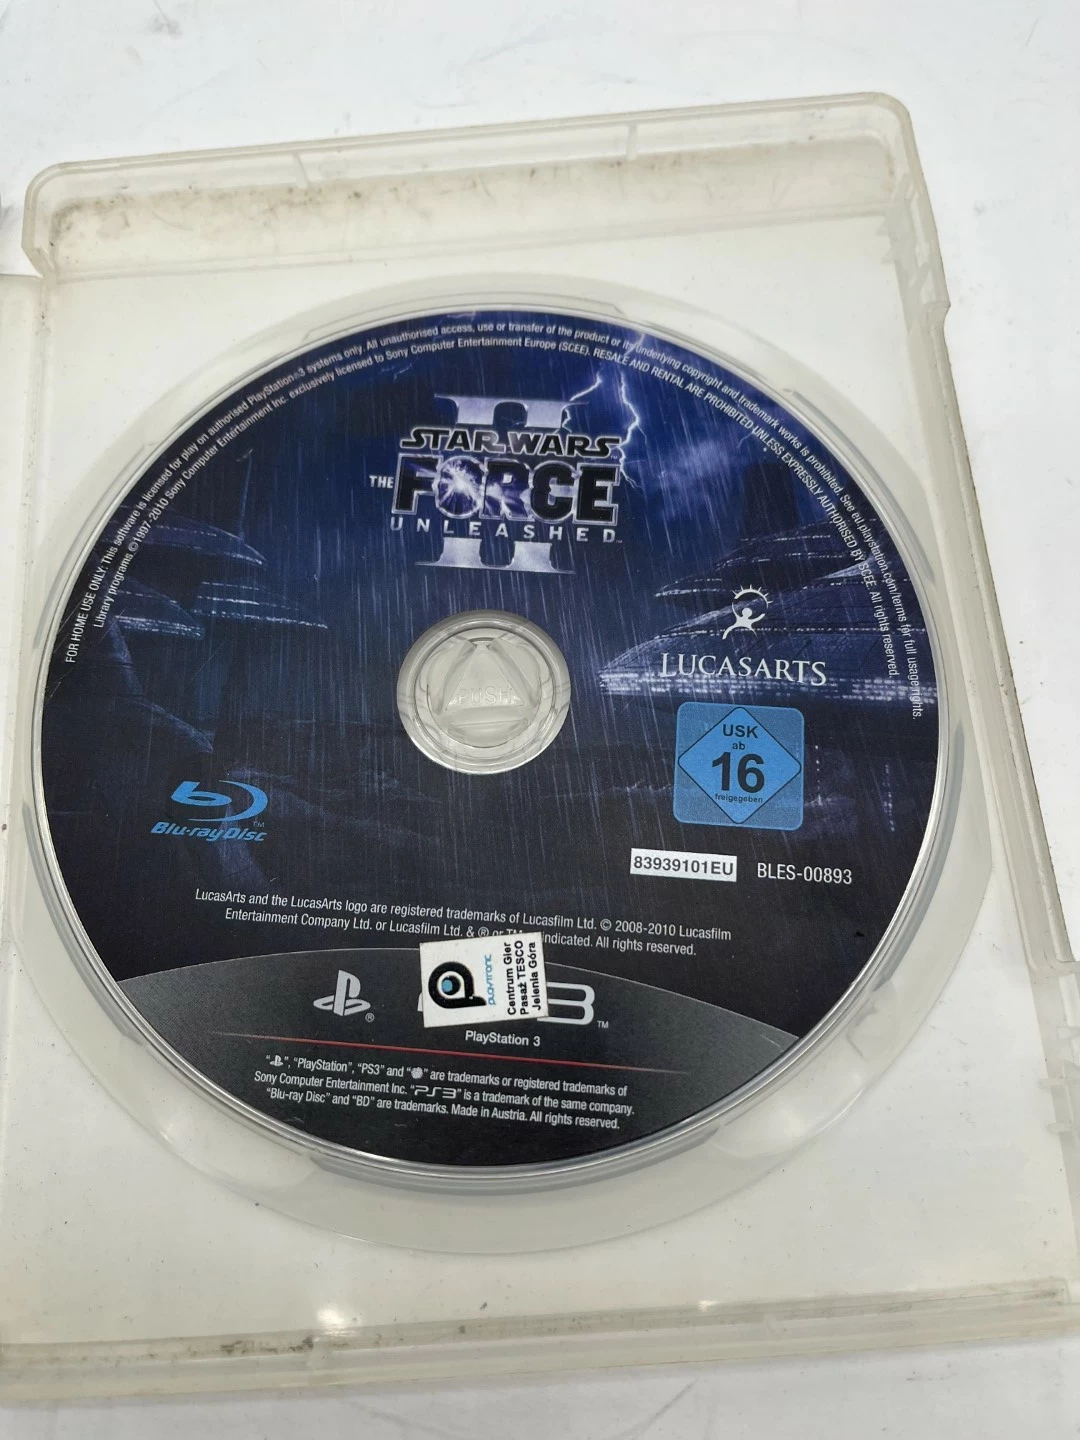 FOR HOME USE ONLY: This software is licensed for play on authorised PlayStation®3 systems only. All unauthorised access, use or transfer of the product or its underlying copyright and trademark works is prohibited. See eu.playstation.com/terms for full usage rights.
Library programs ©1997-2010 Sony Computer Entertainment Inc. exclusively licensed to Sony Computer Entertainment Europe (SCEE). RESALE AND RENTAL ARE PROHIBITED UNLESS EXPRESSLY AUTHORISED BY SCEE. All rights reserved.
II
STAR WARS
THE FORCE
UNLEASHED™
LUCASARTS
PUSH
USK
ab
16
freigegeben
Blu-ray Disc™
83939101EU BLES-00893
LucasArts and the LucasArts logo are registered trademarks of Lucasfilm Ltd. © 2008-2010 Lucasfilm
Entertainment Company Ltd. or Lucasfilm Ltd. & ® or TM indicated. All rights reserved.
playtronic
Centrum Gier
Pasaż TESCO
Jelenia Góra
®
3™
PlayStation 3
“ ”, “PlayStation”, “PS3” and “ ” are trademarks or registered trademarks of
Sony Computer Entertainment Inc. “PS3” is a trademark of the same company.
“Blu-ray Disc” and “BD” are trademarks. Made in Austria. All rights reserved.